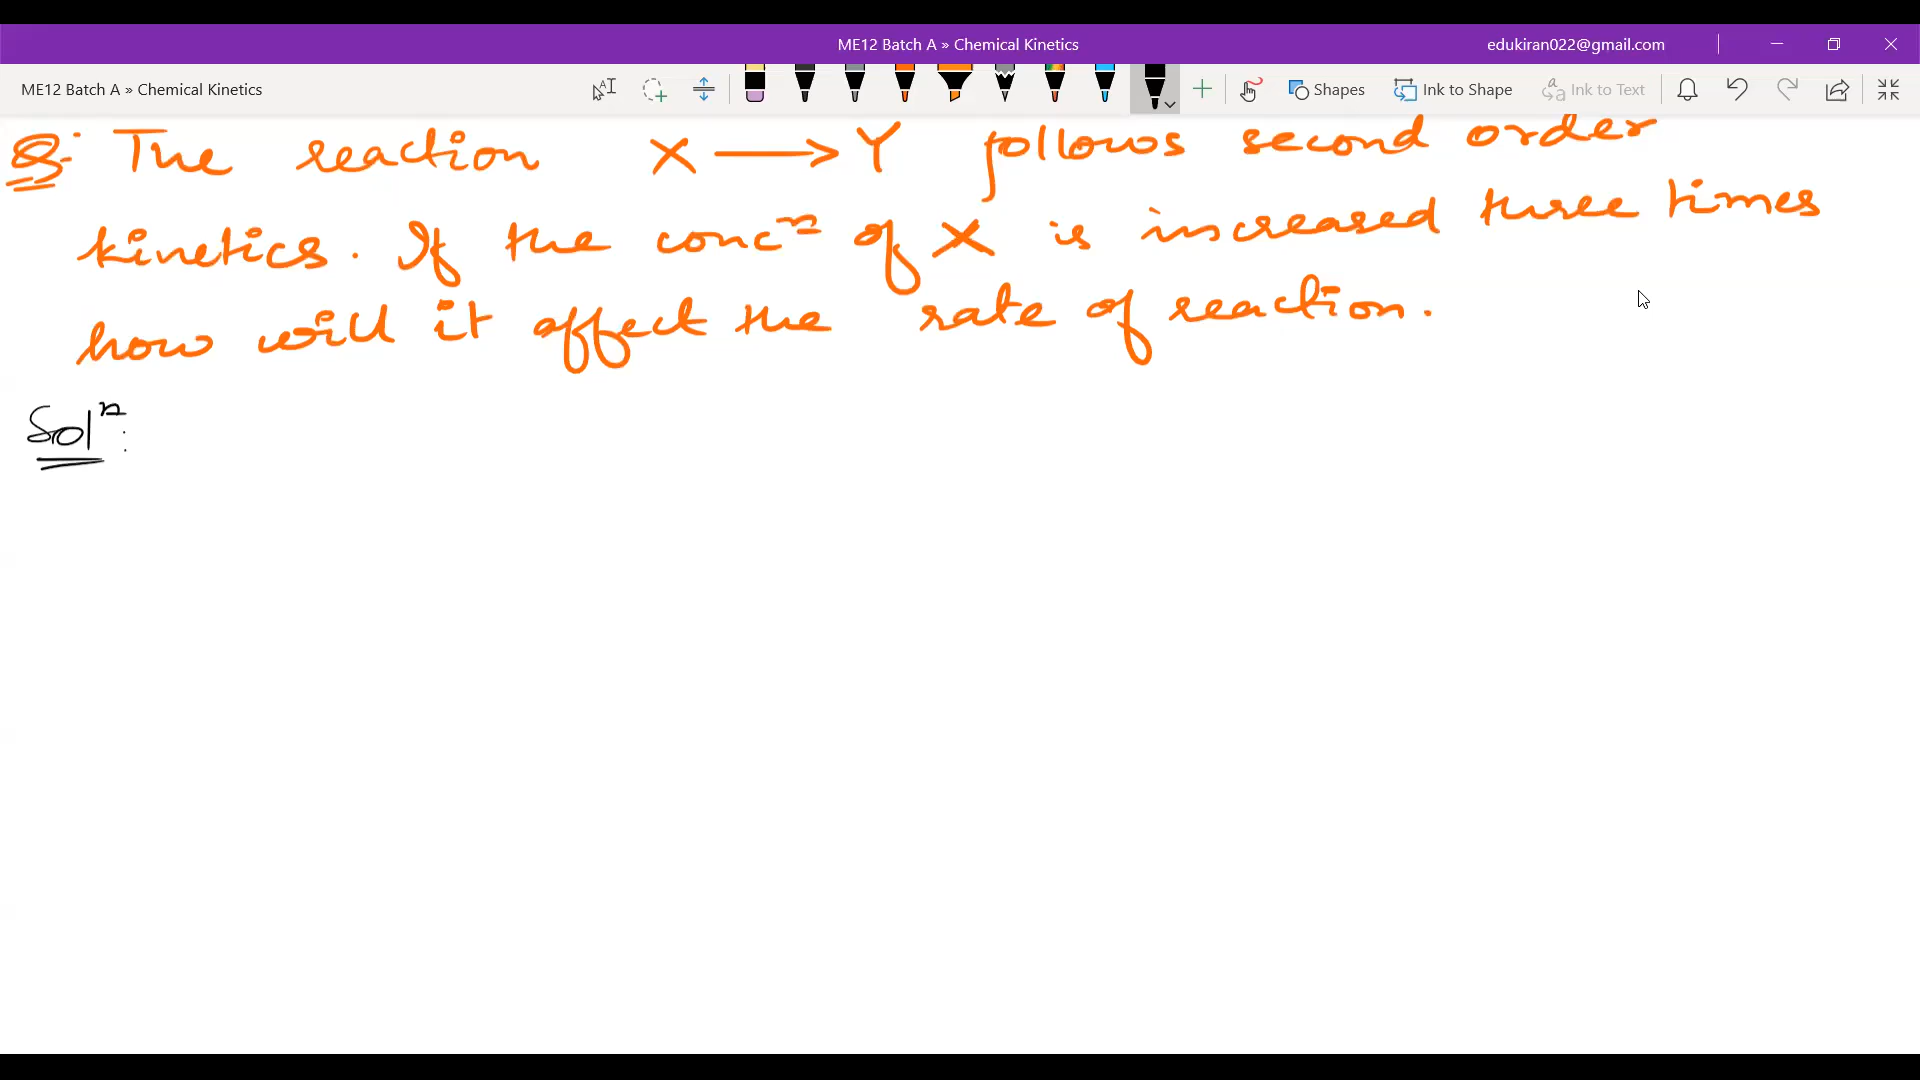 ME12 Batch A » Chemical Kinetics
edukiran022@gmail.com
ME12 Batch A » Chemical Kinetics
Shapes
Ink to Shape
Ink to Text
Q:- The reaction X → Y follows second order
kinetics. If the concⁿ of X is increased three times
how will it affect the rate of reaction.
Solⁿ: